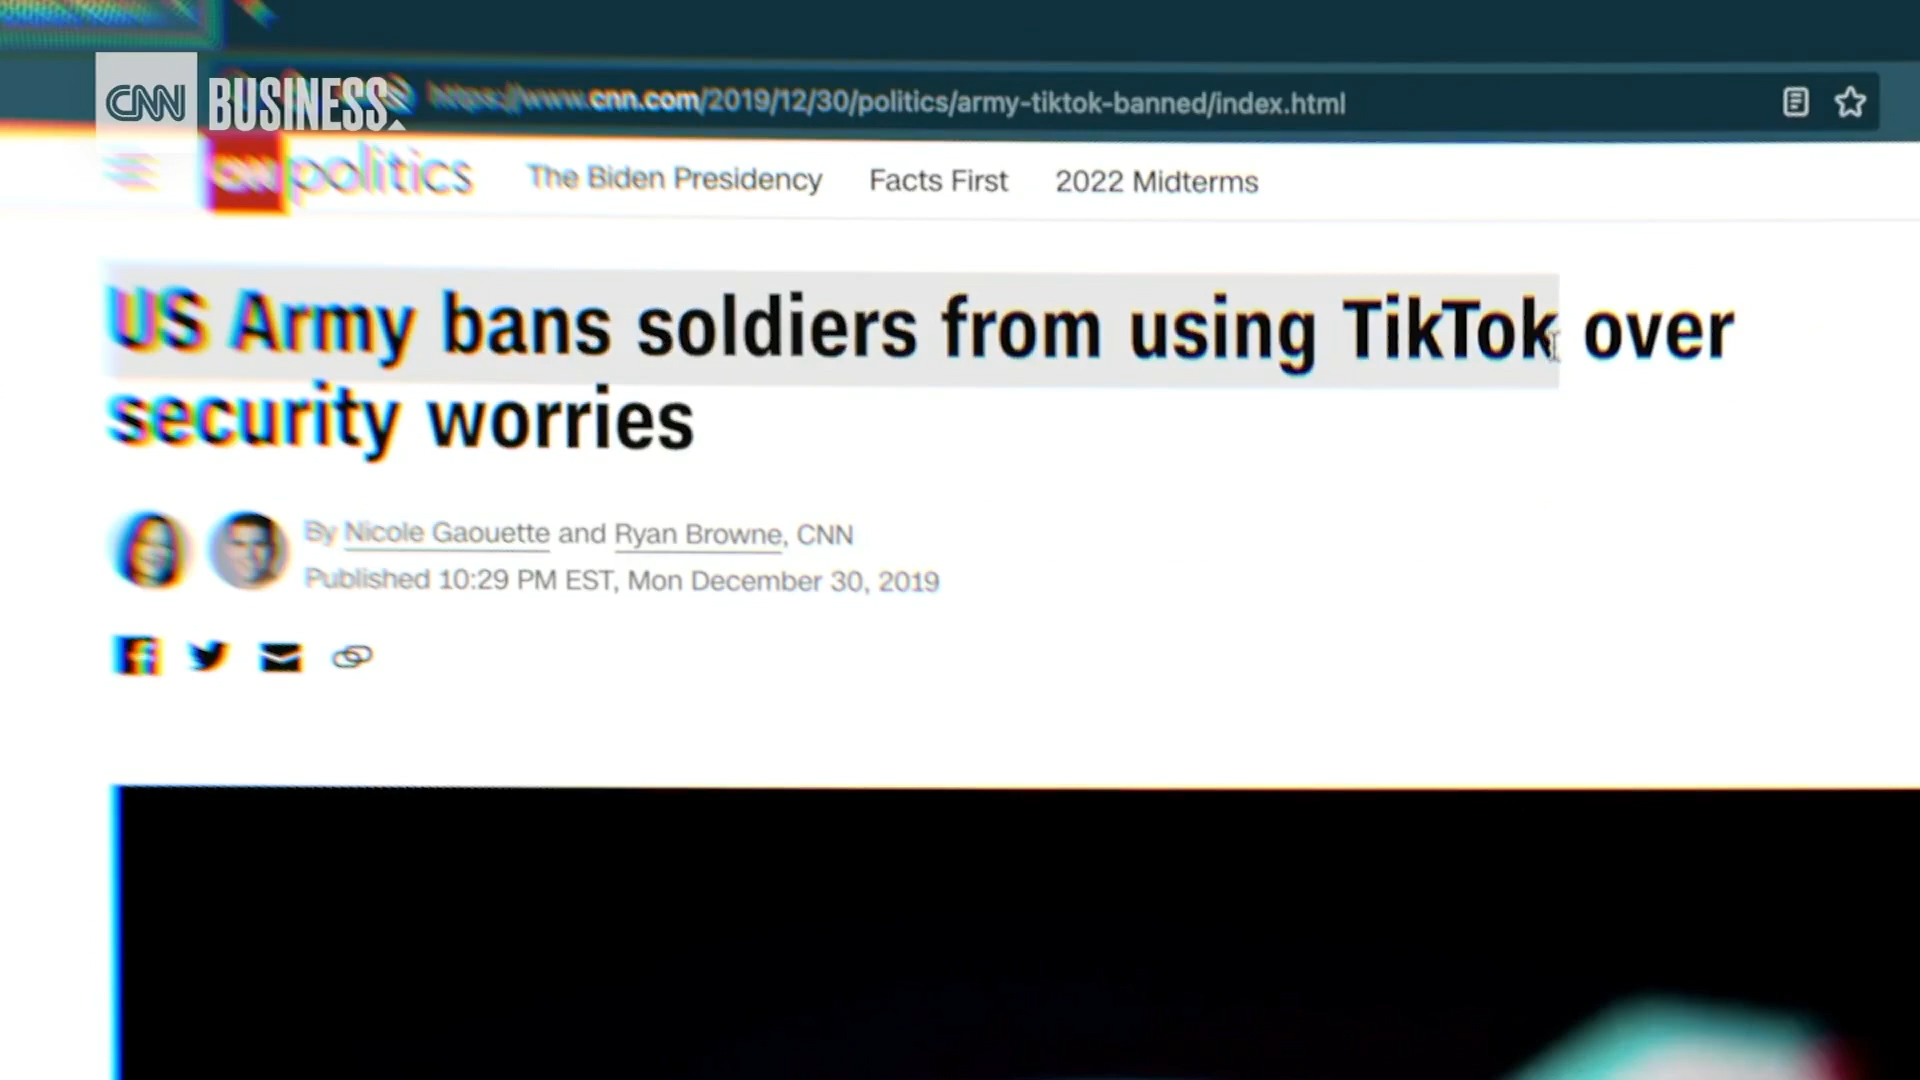 CNN BUSINESS
https://www.cnn.com/2019/12/30/politics/army-tiktok-banned/index.html
CNN politics The Biden Presidency Facts First 2022 Midterms
US Army bans soldiers from using TikTok over
security worries
By Nicole Gaouette and Ryan Browne, CNN
Published 10:29 PM EST, Mon December 30, 2019